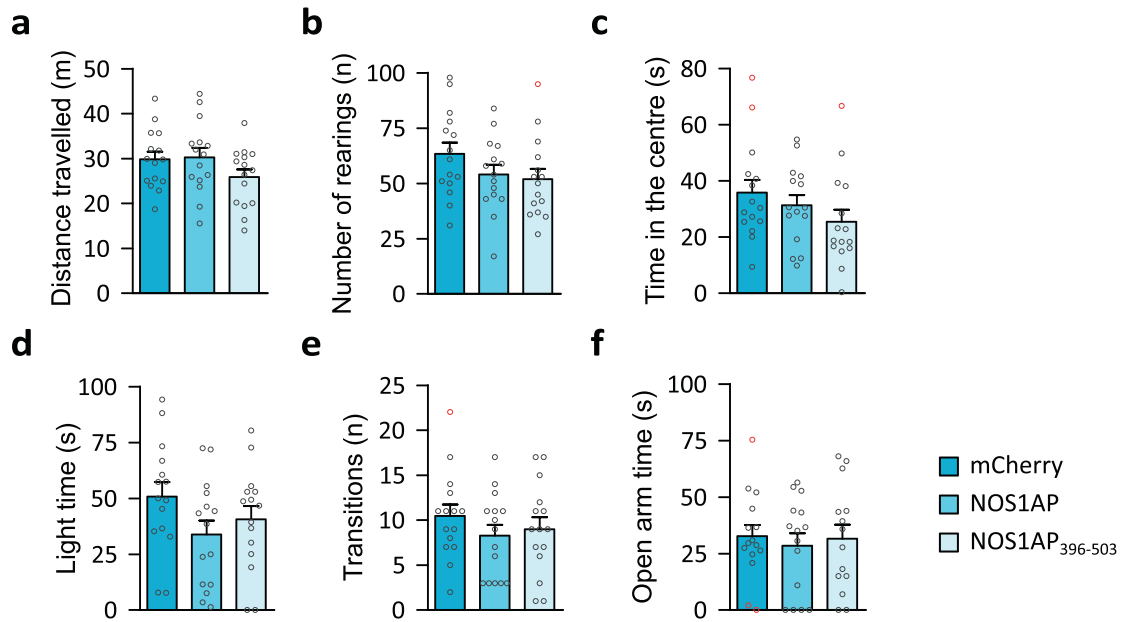 a
Distance travelled (m)
50
40
30
20
10
0
b
Number of rearings (n)
100
75
50
25
0
c
Time in the centre (s)
80
60
40
20
0
d
Light time (s)
100
75
50
25
0
e
Transitions (n)
25
20
15
10
5
0
f
Open arm time (s)
100
75
50
25
0
mCherry
NOS1AP
NOS1AP396-503